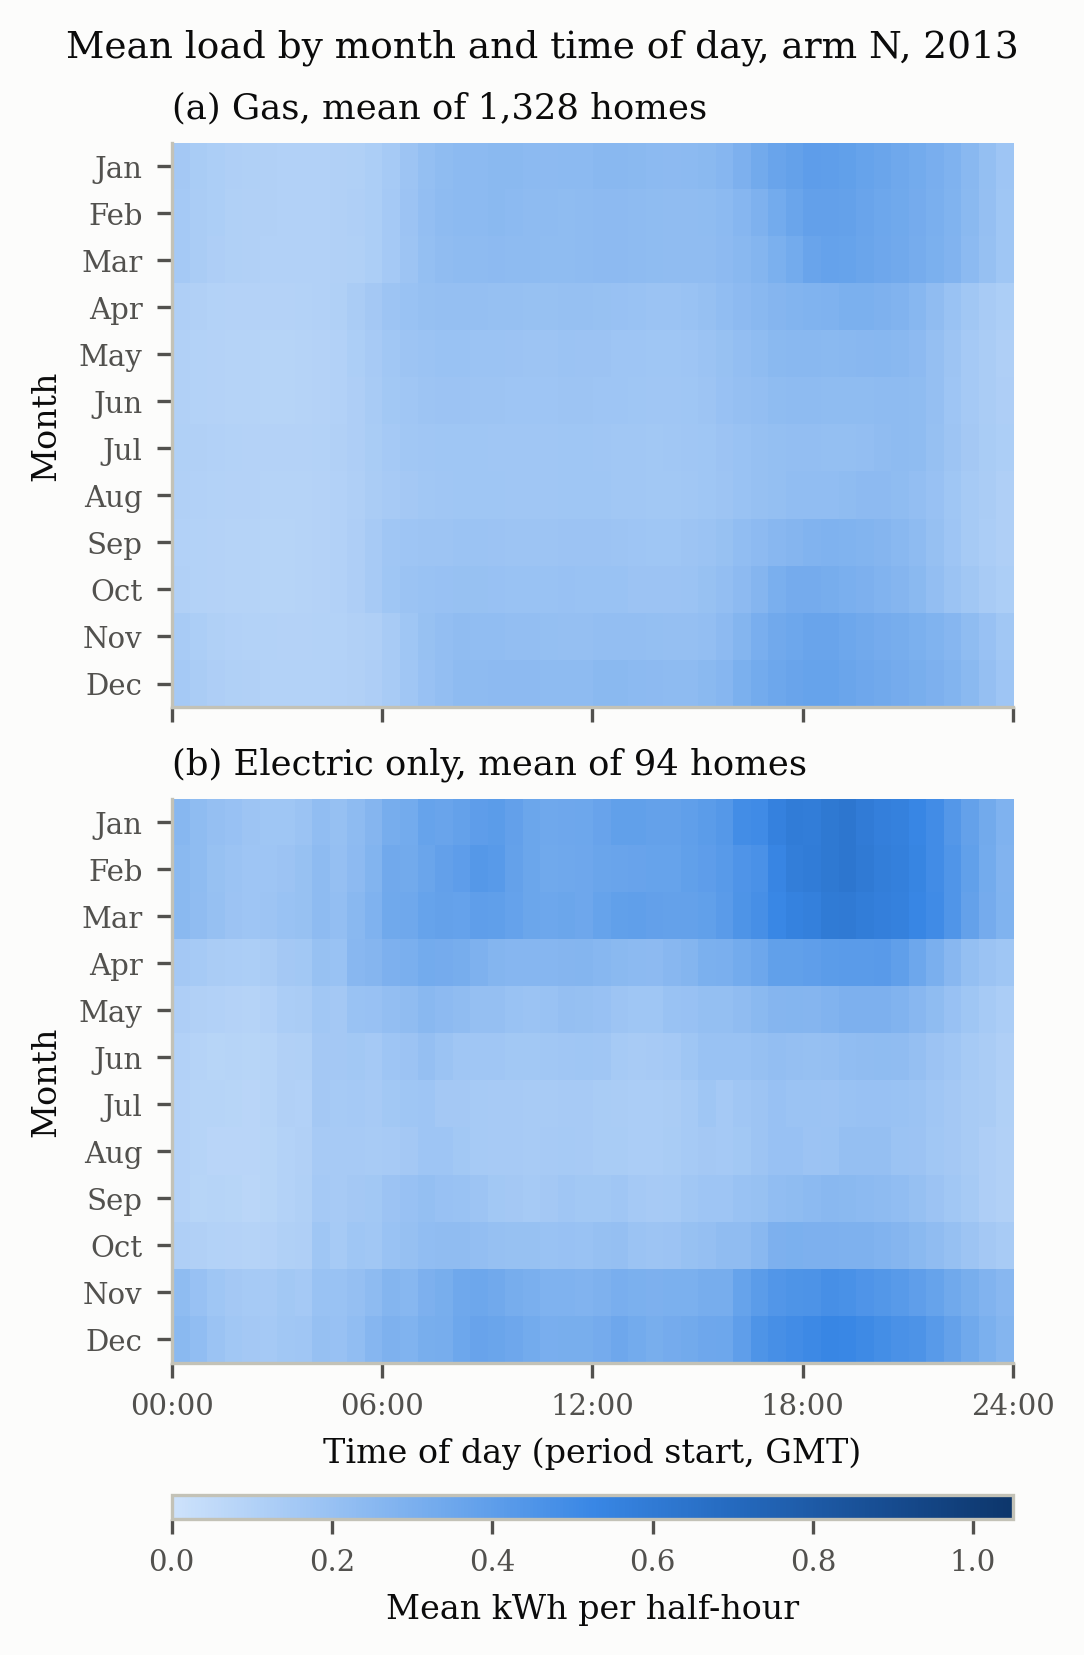 Mean load by month and time of day, arm N, 2013
(a) Gas, mean of 1,328 homes
Month
Jan
Feb
Mar
Apr
May
Jun
Jul
Aug
Sep
Oct
Nov
Dec
(b) Electric only, mean of 94 homes
Month
Jan
Feb
Mar
Apr
May
Jun
Jul
Aug
Sep
Oct
Nov
Dec
00:00 06:00 12:00 18:00 24:00
Time of day (period start, GMT)
0.0 0.2 0.4 0.6 0.8 1.0
Mean kWh per half-hour